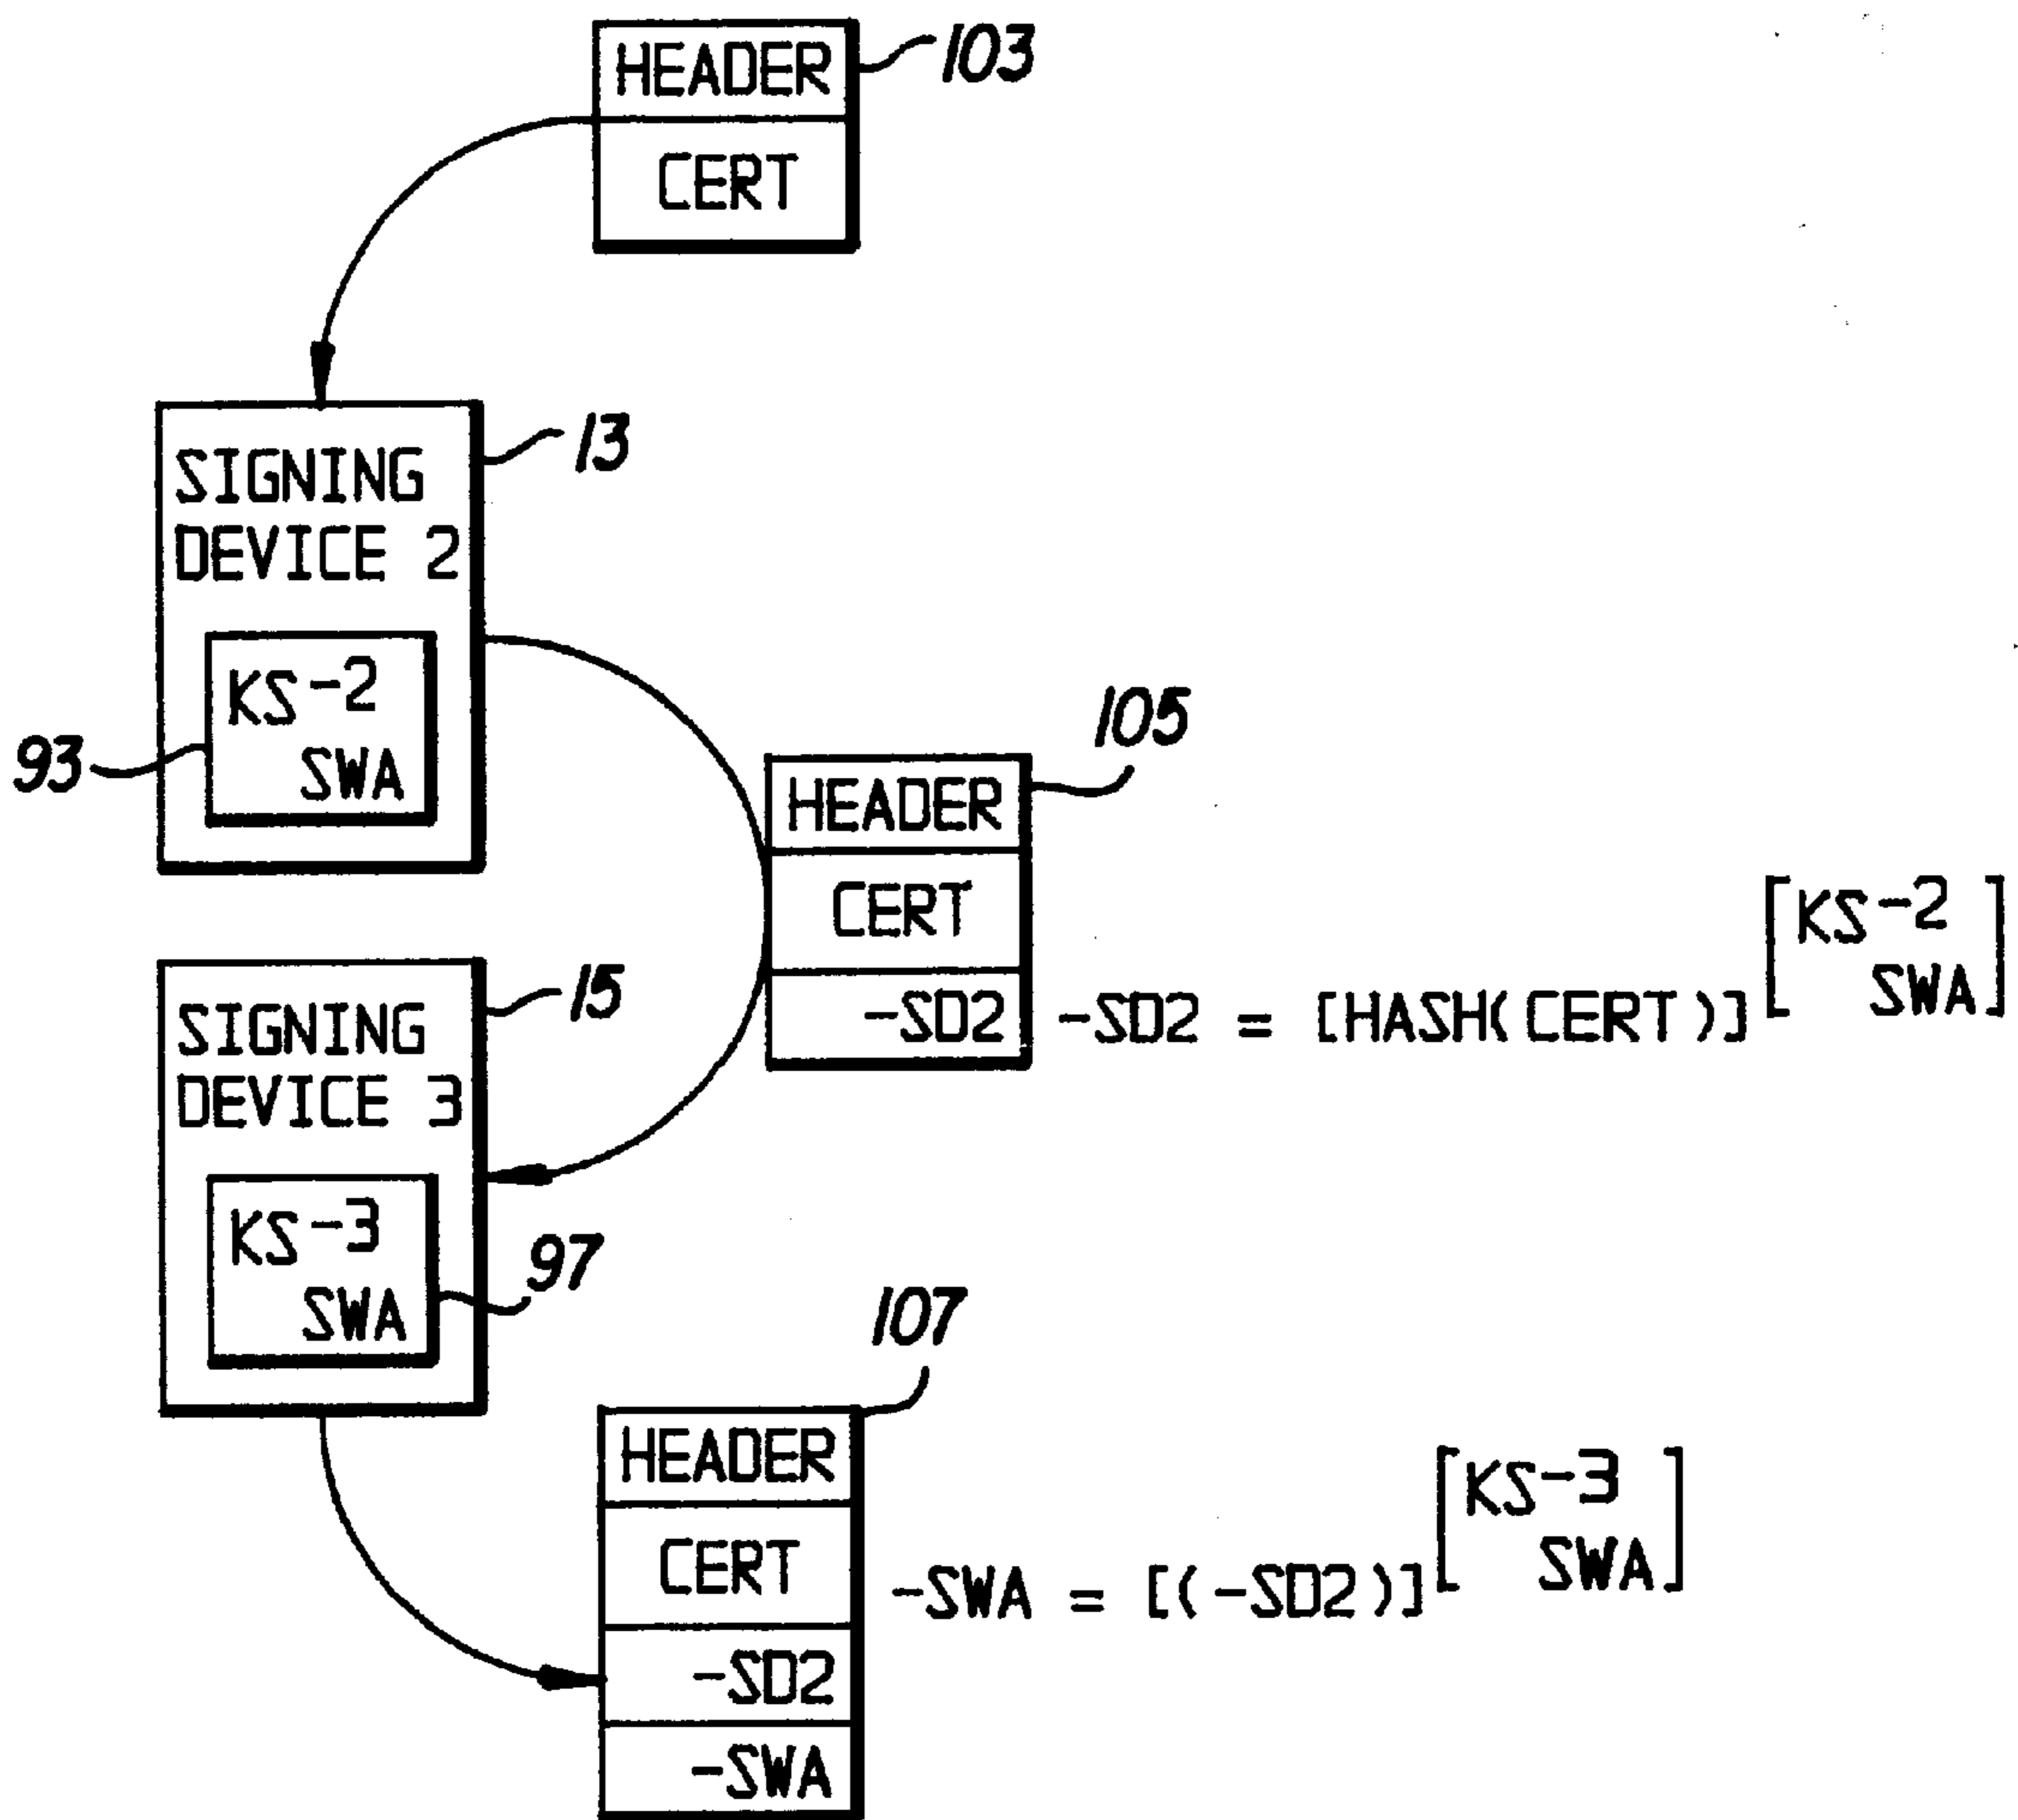 HEADER
103
CERT
SIGNING
DEVICE 2
13
KS-2
SWA
93
105
HEADER
CERT
-SD2
-SD2 = [HASH(CERT)] [KS-2
SWA]
SIGNING
DEVICE 3
15
KS-3
SWA
97
107
HEADER
CERT
-SD2
-SWA
-SWA = [(-SD2)] [KS-3
SWA]